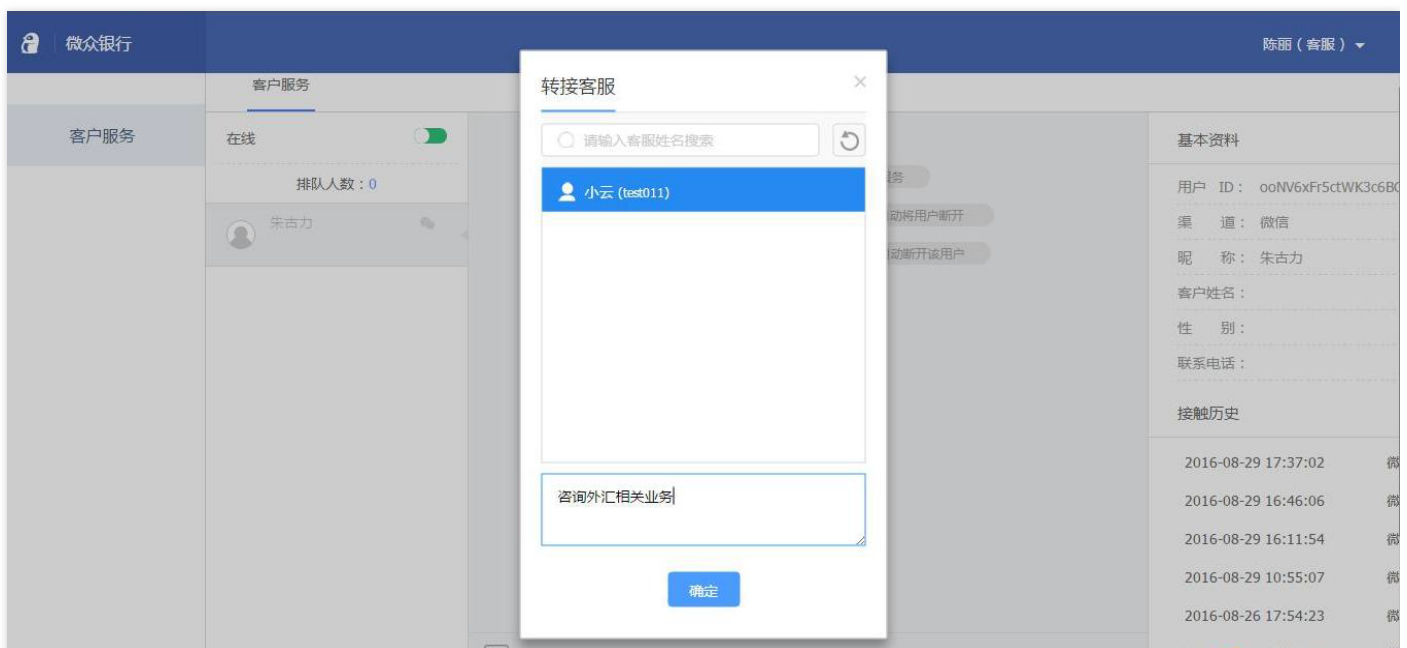 微众银行
陈丽（客服）
客户服务
客户服务
在线
排队人数：0
朱古力
转接客服
请输入客服姓名搜索
小云 (test011)
咨询外汇相关业务
确定
动将用户断开
动断开该用户
基本资料
用户 ID： ooNV6xFr5ctWK3c6BC
渠 道： 微信
昵 称： 朱古力
客户姓名：
性 别：
联系电话：
接触历史
2016-08-29 17:37:02 微
2016-08-29 16:46:06 微
2016-08-29 16:11:54 微
2016-08-29 10:55:07 微
2016-08-26 17:54:23 微